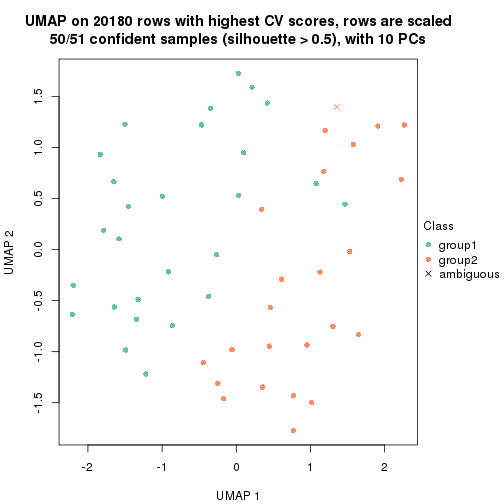 UMAP on 20180 rows with highest CV scores, rows are scaled
50/51 confident samples (silhouette > 0.5), with 10 PCs
UMAP 2
1.5
1.0
0.5
0.0
-0.5
-1.0
-1.5
-2
-1
0
1
2
UMAP 1
Class
group1
group2
ambiguous